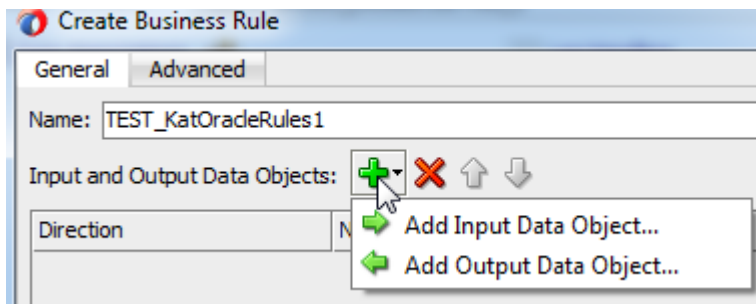 Create Business Rule
General Advanced
Name: TEST_KatOracleRules1
Input and Output Data Objects:
Direction N
Add Input Data Object...
Add Output Data Object...